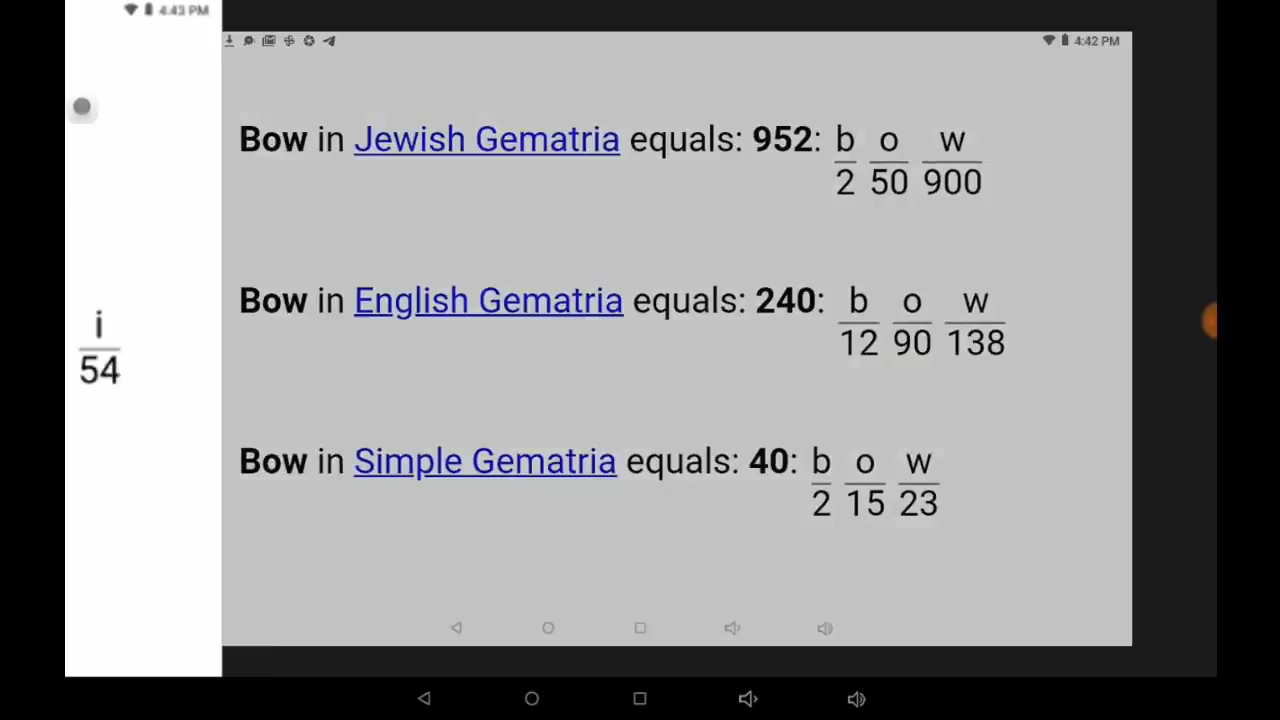 4:43 PM
4:42 PM
Bow in Jewish Gematria equals: 952: b o w
2 50 900
i
54
Bow in English Gematria equals: 240: b o w
12 90 138
Bow in Simple Gematria equals: 40: b o w
2 15 23